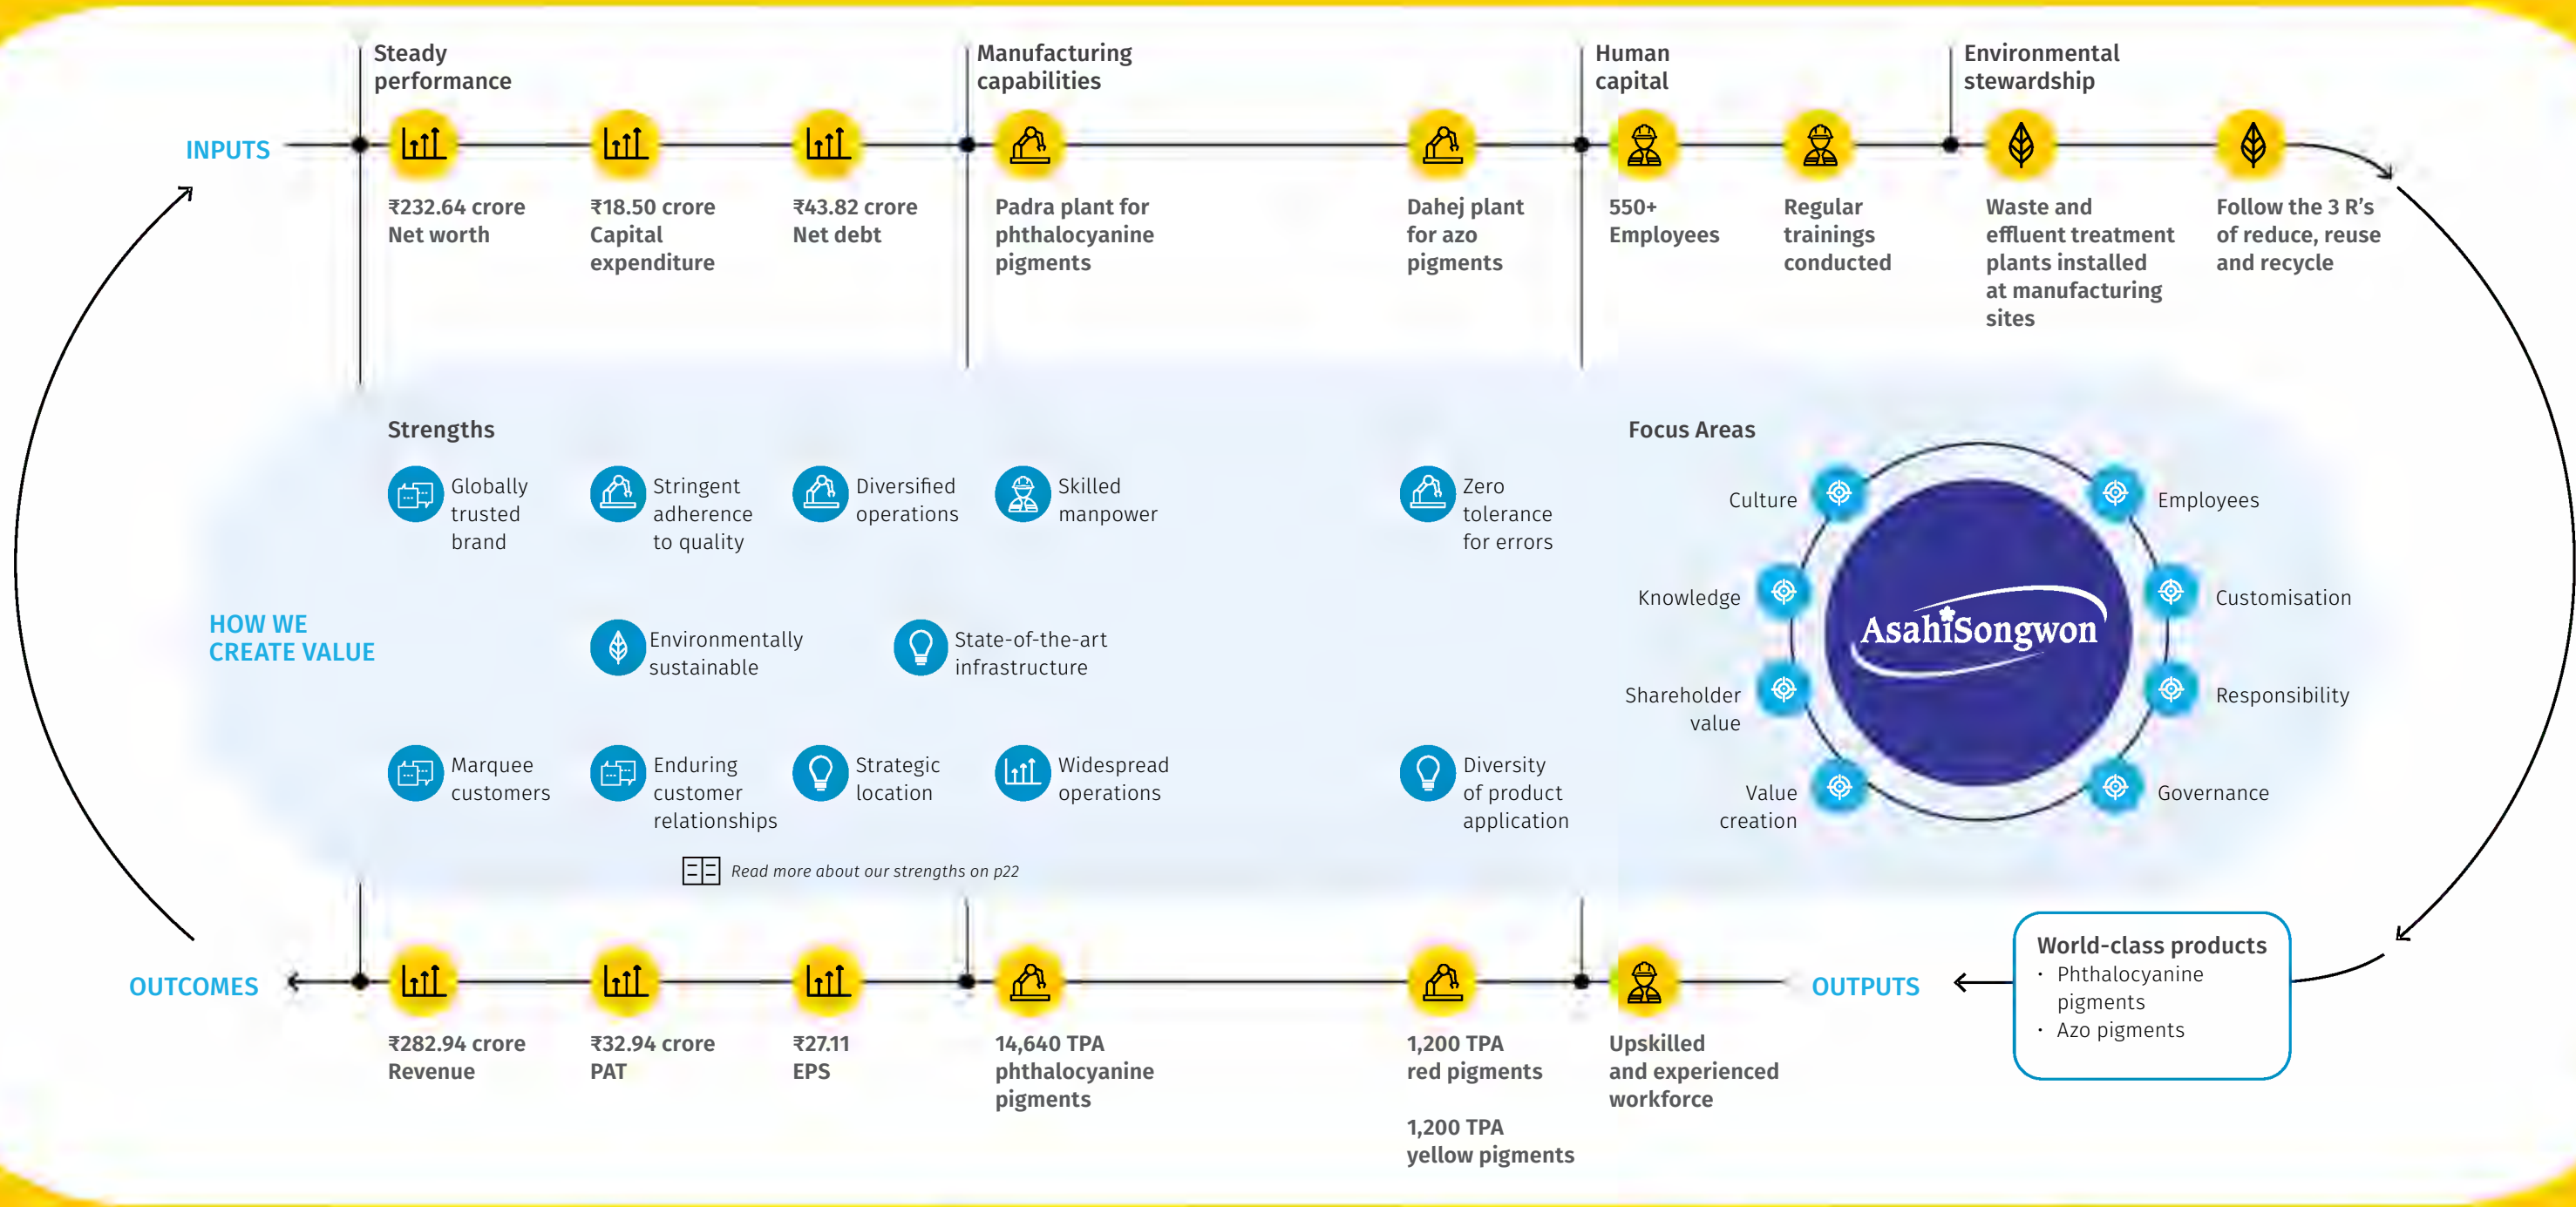 Steady
performance
Manufacturing
capabilities
Human
capital
Environmental
stewardship
INPUTS
₹232.64 crore
Net worth
₹18.50 crore
Capital
expenditure
₹43.82 crore
Net debt
Padra plant for
phthalocyanine
pigments
Dahej plant
for azo
pigments
550+
Employees
Regular
trainings
conducted
Waste and
effluent treatment
plants installed
at manufacturing
sites
Follow the 3 R's
of reduce, reuse
and recycle
HOW WE
CREATE VALUE
Strengths
Globally
trusted
brand
Stringent
adherence
to quality
Diversified
operations
Skilled
manpower
Zero
tolerance
for errors
Environmentally
sustainable
State-of-the-art
infrastructure
Marquee
customers
Enduring
customer
relationships
Strategic
location
Widespread
operations
Diversity
of product
application
Read more about our strengths on p22
Focus Areas
Culture
Knowledge
Shareholder
value
Value
creation
AsahiSongwon
Employees
Customisation
Responsibility
Governance
OUTCOMES
₹282.94 crore
Revenue
₹32.94 crore
PAT
₹27.11
EPS
14,640 TPA
phthalocyanine
pigments
1,200 TPA
red pigments
1,200 TPA
yellow pigments
Upskilled
and experienced
workforce
OUTPUTS
World-class products
· Phthalocyanine
pigments
· Azo pigments